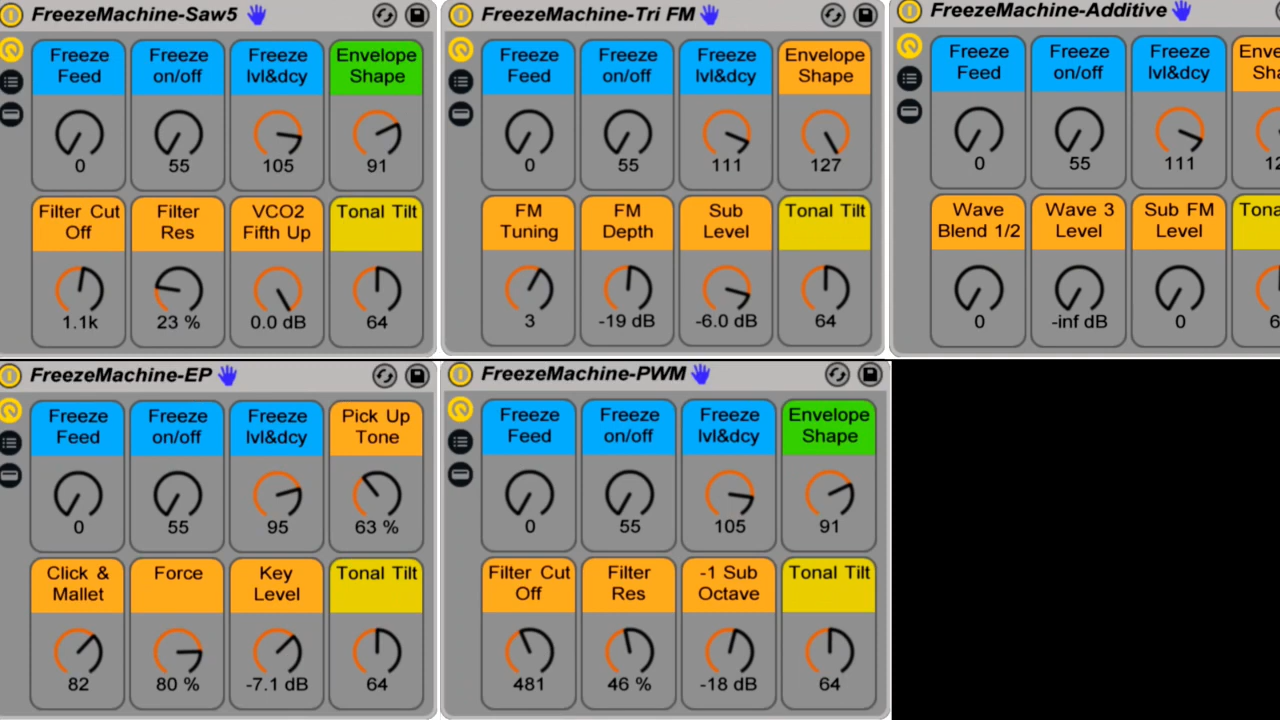 FreezeMachine-Saw5
Freeze Feed
Freeze on/off
Freeze lvl&dcy
Envelope Shape
0
55
105
91
Filter Cut Off
Filter Res
VCO2 Fifth Up
Tonal Tilt
1.1k
23 %
0.0 dB
64
FreezeMachine-Tri FM
Freeze Feed
Freeze on/off
Freeze lvl&dcy
Envelope Shape
0
55
111
127
FM Tuning
FM Depth
Sub Level
Tonal Tilt
3
-19 dB
-6.0 dB
64
FreezeMachine-Additive
Freeze Feed
Freeze on/off
Freeze lvl&dcy
0
55
111
Wave Blend 1/2
Wave 3 Level
Sub FM Level
0
-inf dB
0
FreezeMachine-EP
Freeze Feed
Freeze on/off
Freeze lvl&dcy
Pick Up Tone
0
55
95
63 %
Click & Mallet
Force
Key Level
Tonal Tilt
82
80 %
-7.1 dB
64
FreezeMachine-PWM
Freeze Feed
Freeze on/off
Freeze lvl&dcy
Envelope Shape
0
55
105
91
Filter Cut Off
Filter Res
-1 Sub Octave
Tonal Tilt
481
46 %
-18 dB
64